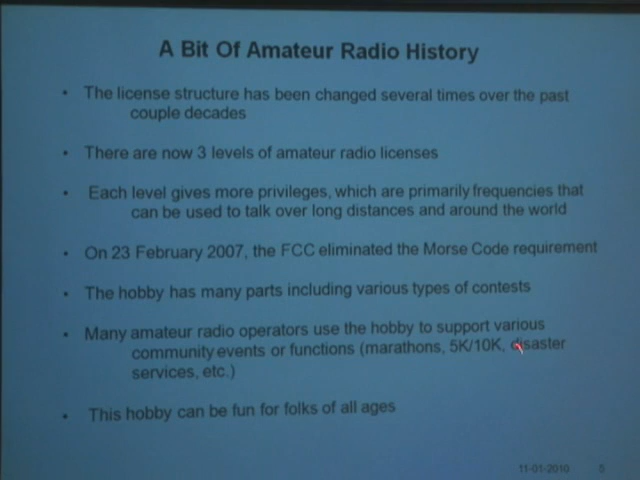 A Bit Of Amateur Radio History
• The license structure has been changed several times over the past
couple decades
• There are now 3 levels of amateur radio licenses
• Each level gives more privileges, which are primarily frequencies that
can be used to talk over long distances and around the world
• On 23 February 2007, the FCC eliminated the Morse Code requirement
• The hobby has many parts including various types of contests
• Many amateur radio operators use the hobby to support various
community events or functions (marathons, 5K/10K, disaster
services, etc.)
• This hobby can be fun for folks of all ages
11-01-2010 5